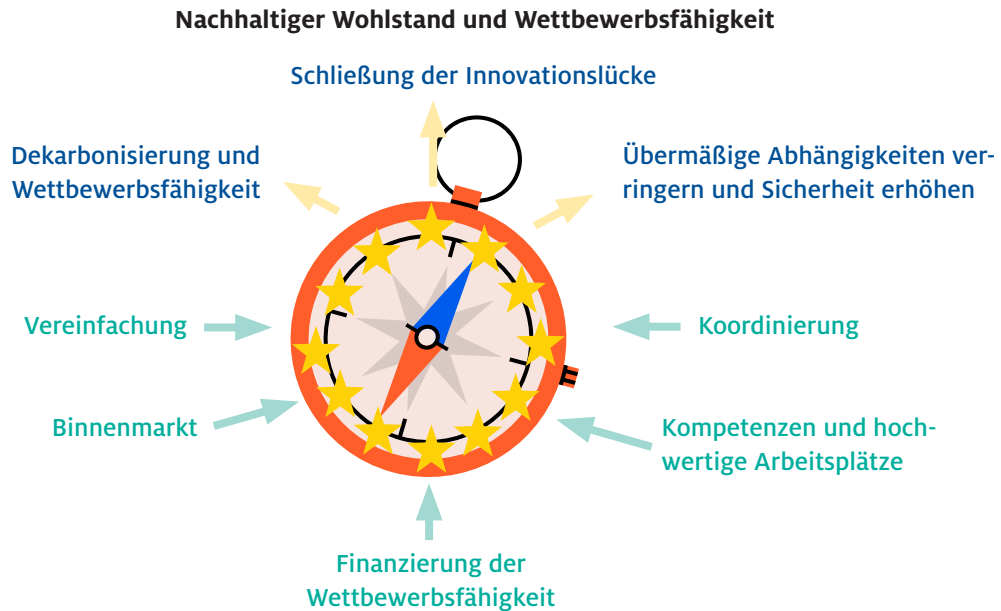 Nachhaltiger Wohlstand und Wettbewerbsfähigkeit
Schließung der Innovationslücke
Dekarbonisierung und
Wettbewerbsfähigkeit
Übermäßige Abhängigkeiten ver-
ringern und Sicherheit erhöhen
Vereinfachung
Koordinierung
Binnenmarkt
Kompetenzen und hoch-
wertige Arbeitsplätze
Finanzierung der
Wettbewerbsfähigkeit